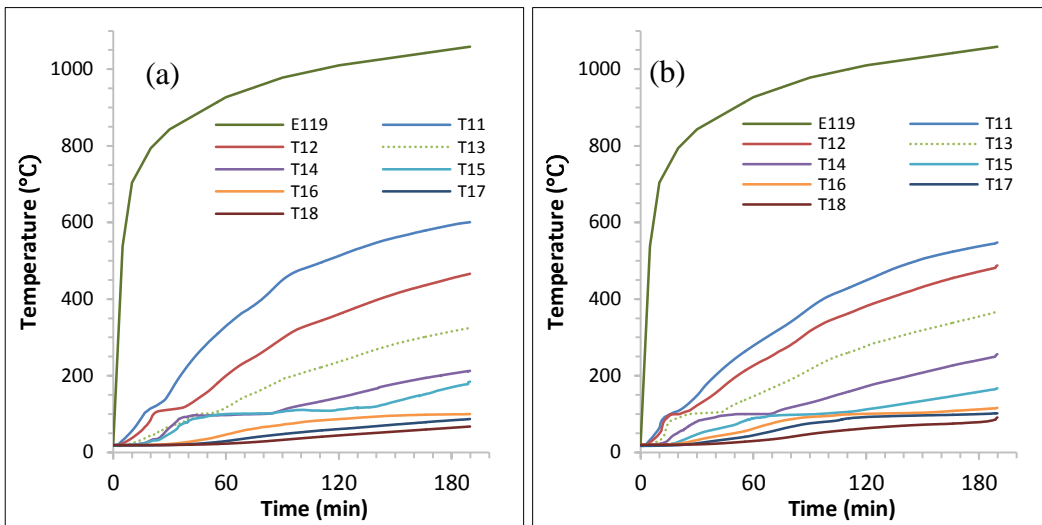 (a)
1000
800
600
400
200
0
Temperature (°C)
E119 T11
T12 T13
T14 T15
T16 T17
T18
0 60 120 180
Time (min)
(b)
1000
800
600
400
200
0
Temperature (°C)
E119 T11
T12 T13
T14 T15
T16 T17
T18
0 60 120 180
Time (min)